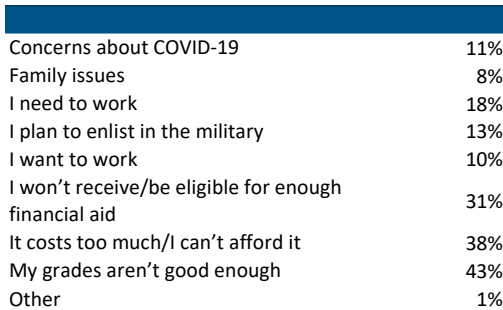 Concerns about COVID-19 11%
Family issues 8%
I need to work 18%
I plan to enlist in the military 13%
I want to work 10%
I won’t receive/be eligible for enough
financial aid 31%
It costs too much/I can’t afford it 38%
My grades aren’t good enough 43%
Other 1%